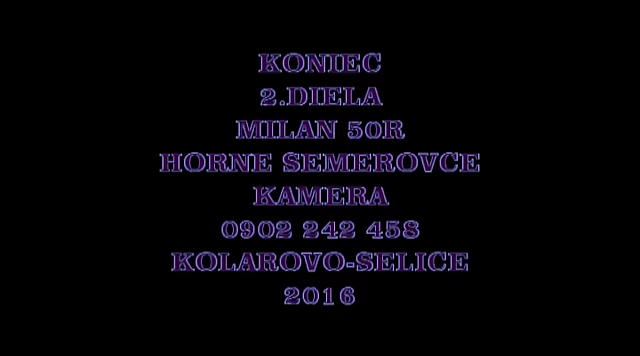 KONIEC
2.DIELA
MILAN 50R
HORNE SEMEROVCE
KAMERA
0902 242 458
KOLAROVO-SELICE
2016